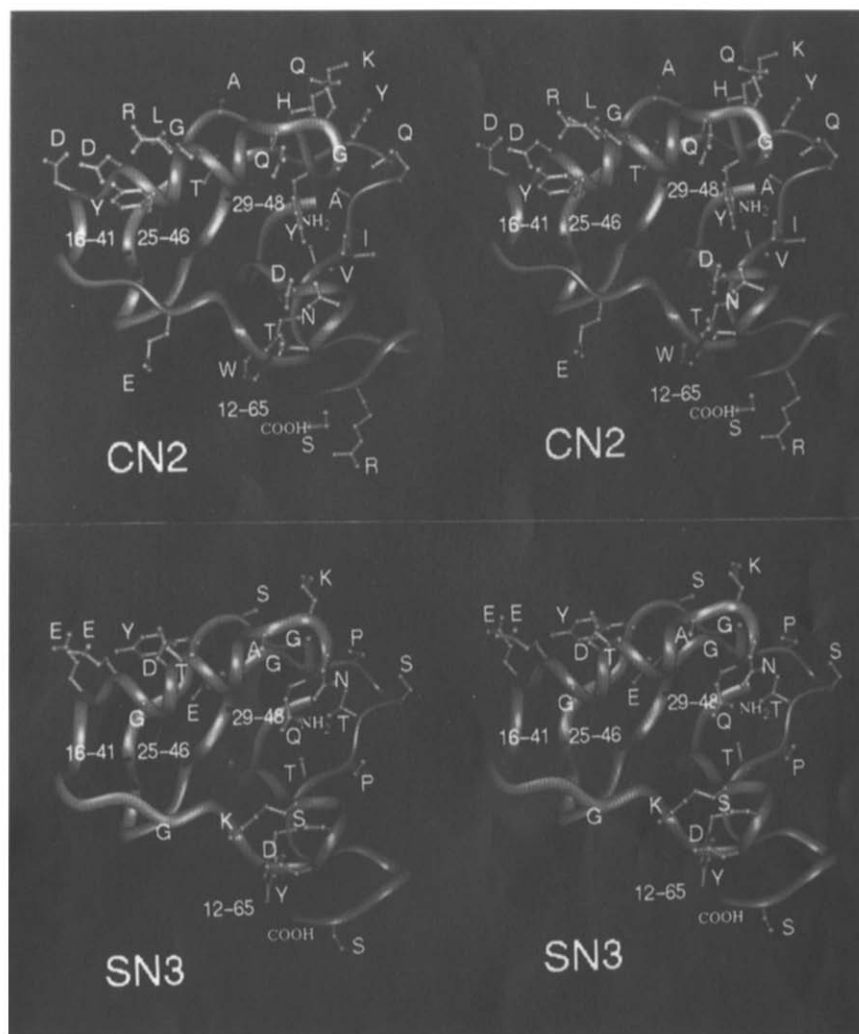 Q K Q K
A H Y A H Y
R L G Q R L G Q
D D Q G D D Q G
Y T A Y T A
29-48 NH2 29-48 NH2
16-41 25-46 Y I 16-41 25-46 Y I
D V D V
T N T N
E W E W
12-65 12-65
COOH S COOH S
CN2 R CN2 R
S K S K
E E Y A G P E E Y A G P
D T G S D T G S
G E N G E N
29-48 NH2 T 29-48 NH2 T
16-41 25-46 Q 16-41 25-46 Q
T P T P
G K S G K S
D D
Y Y
12-65 12-65
COOH S COOH S
SN3 SN3